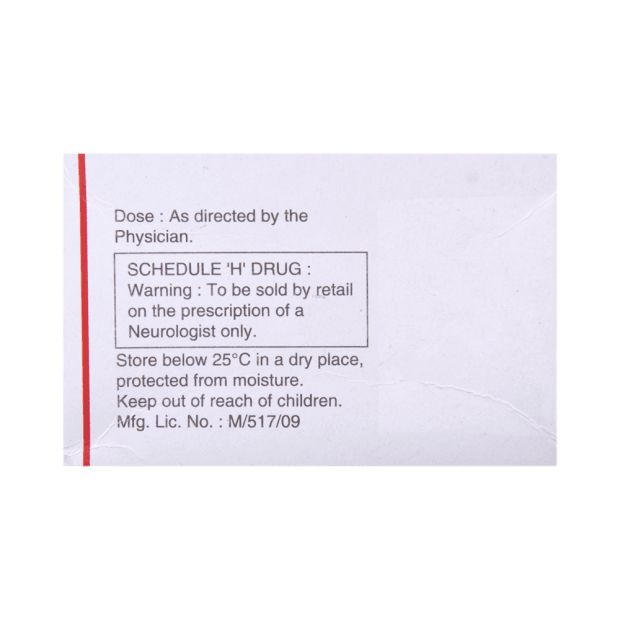 Dose : As directed by the
Physician.
SCHEDULE 'H' DRUG :
Warning : To be sold by retail
on the prescription of a
Neurologist only.
Store below 25°C in a dry place,
protected from moisture.
Keep out of reach of children.
Mfg. Lic. No. : M/517/09